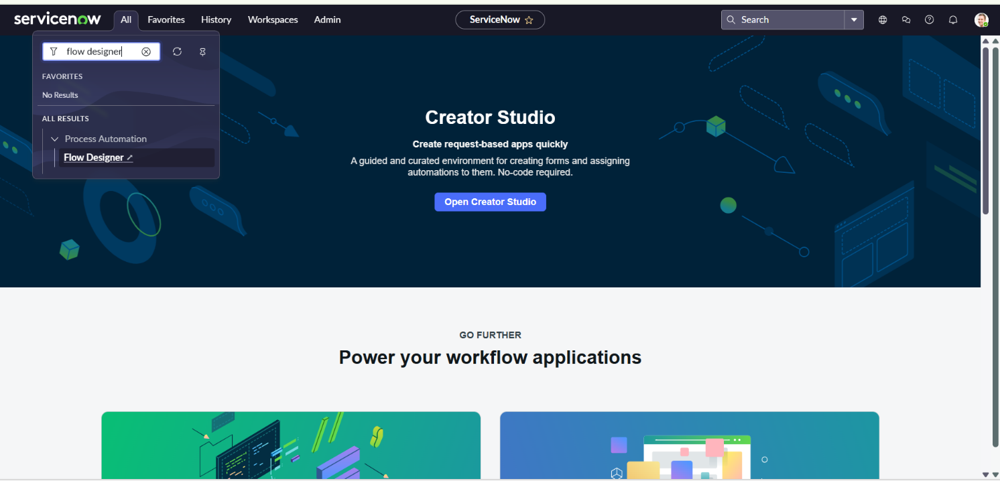 servicenow
All
Favorites
History
Workspaces
Admin
ServiceNow
Search
flow designer
FAVORITES
No Results
ALL RESULTS
Process Automation
Flow Designer
Creator Studio
Create request-based apps quickly
A guided and curated environment for creating forms and assigning
automations to them. No-code required.
Open Creator Studio
GO FURTHER
Power your workflow applications